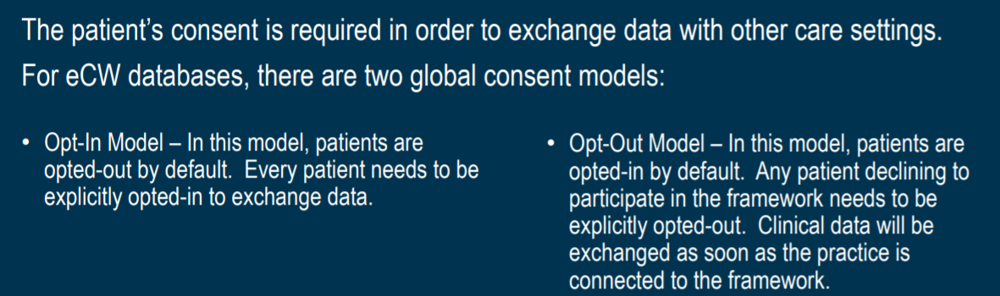 The patient’s consent is required in order to exchange data with other care settings.
For eCW databases, there are two global consent models:
• Opt-In Model – In this model, patients are
opted-out by default.  Every patient needs to be
explicitly opted-in to exchange data.
• Opt-Out Model – In this model, patients are
opted-in by default.  Any patient declining to
participate in the framework needs to be
explicitly opted-out.  Clinical data will be
exchanged as soon as the practice is
connected to the framework.